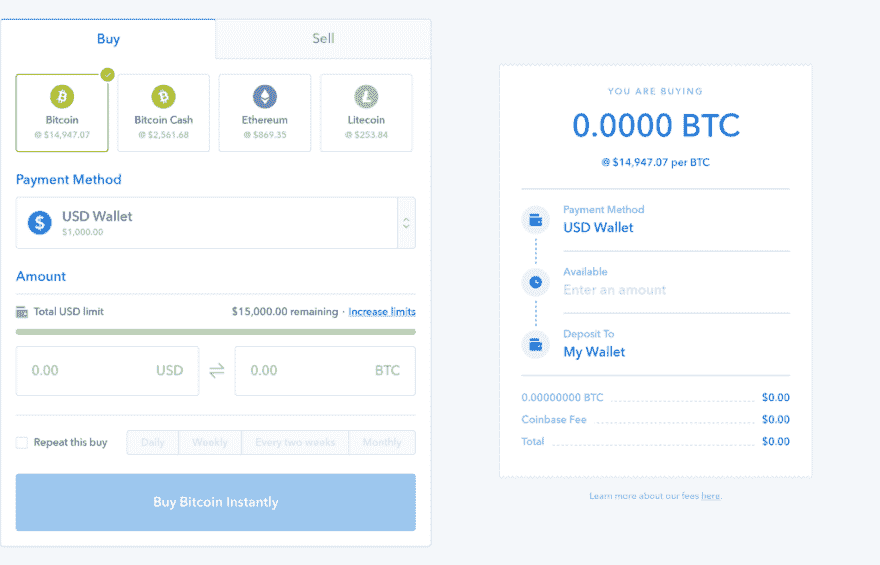 Buy
Sell
Bitcoin
@ $14,947.07
Bitcoin Cash
@ $2,561.68
Ethereum
@ $869.35
Litecoin
@ $253.84
Payment Method
USD Wallet
$1,000.00
Amount
Total USD limit
$15,000.00 remaining · Increase limits
0.00 USD
0.00 BTC
Repeat this buy
Daily
Weekly
Every two weeks
Monthly
Buy Bitcoin Instantly
YOU ARE BUYING
0.0000 BTC
@ $14,947.07 per BTC
Payment Method
USD Wallet
Available
Enter an amount
Deposit To
My Wallet
0.00000000 BTC $0.00
Coinbase Fee $0.00
Total $0.00
Learn more about our fees here.